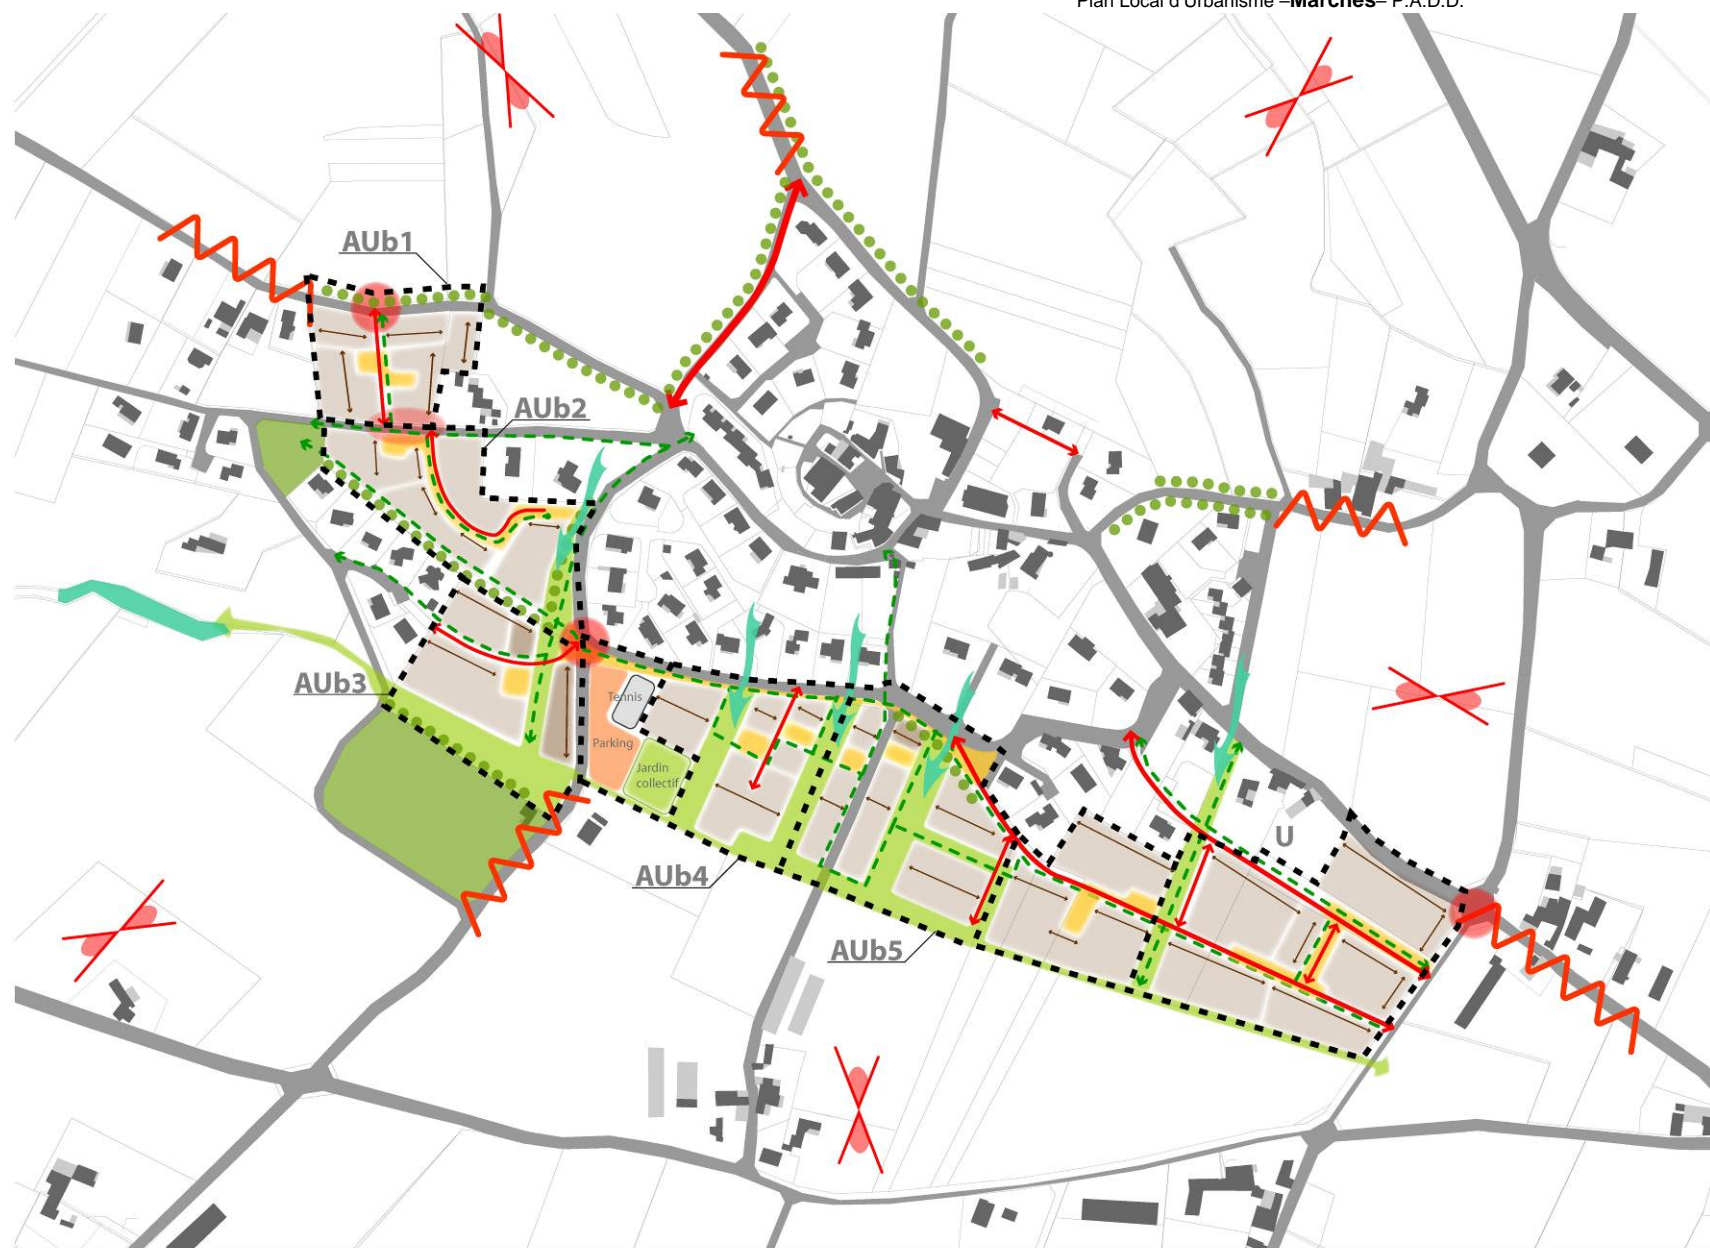 Plan Local d'Urbanisme –Marches– P.A.D.D.
AUb1
AUb2
AUb3
Tennis
Parking
Jardin
collectif
U
AUb4
AUb5